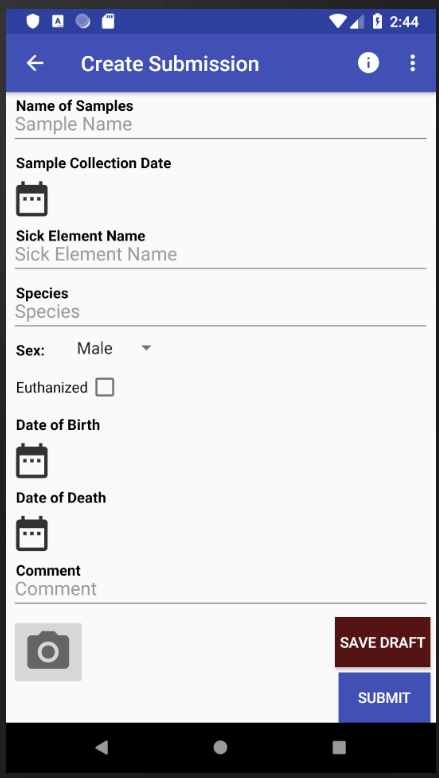 2:44
Create Submission
Name of Samples
Sample Name
Sample Collection Date
Sick Element Name
Sick Element Name
Species
Species
Sex: Male
Euthanized
Date of Birth
Date of Death
Comment
Comment
SAVE DRAFT
SUBMIT